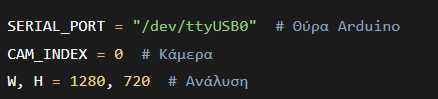 SERIAL_PORT = "/dev/ttyUSB0"  # Θύρα Arduino
CAM_INDEX = 0  # Κάμερα
W, H = 1280, 720  # Ανάλυση